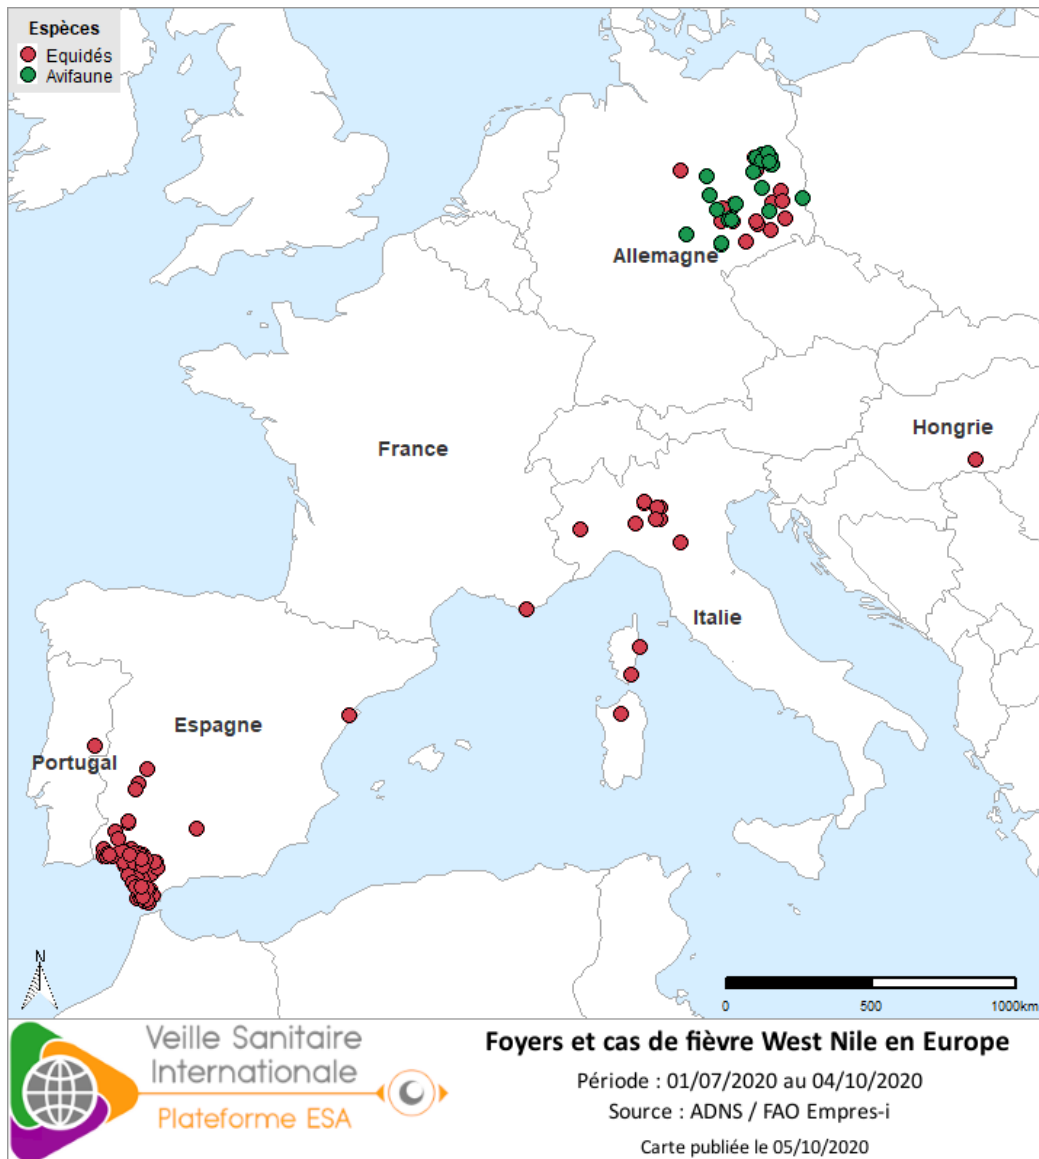 Espèces
Equidés
Avifaune
Allemagne
Hongrie
France
Italie
Espagne
Portugal
N
0 500 1000km
Veille Sanitaire
Internationale
Plateforme ESA
Foyers et cas de fièvre West Nile en Europe
Période : 01/07/2020 au 04/10/2020
Source : ADNS / FAO Empres-i
Carte publiée le 05/10/2020